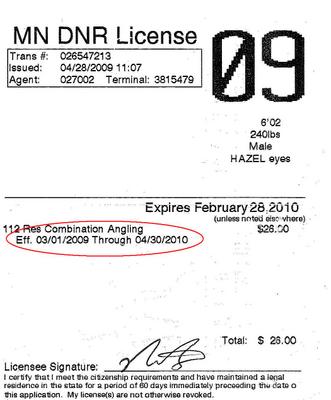 MN DNR License
09
Trans #: 026547213
Issued: 04/28/2009 11:07
Agent: 027002 Terminal: 3815479
6'02
240lbs
Male
HAZEL eyes
Expires February 28, 2010
(unless noted elsewhere)
112 Res Combination Angling $26.00
Eff. 03/01/2009 Through 04/30/2010
Total: $ 26.00
Licensee Signature:
I certify that I meet the citizenship requirements and have maintained a legal
residence in the state for a period of 60 days immediately preceeding the date o
this application. My license(s) are not otherwise revoked.